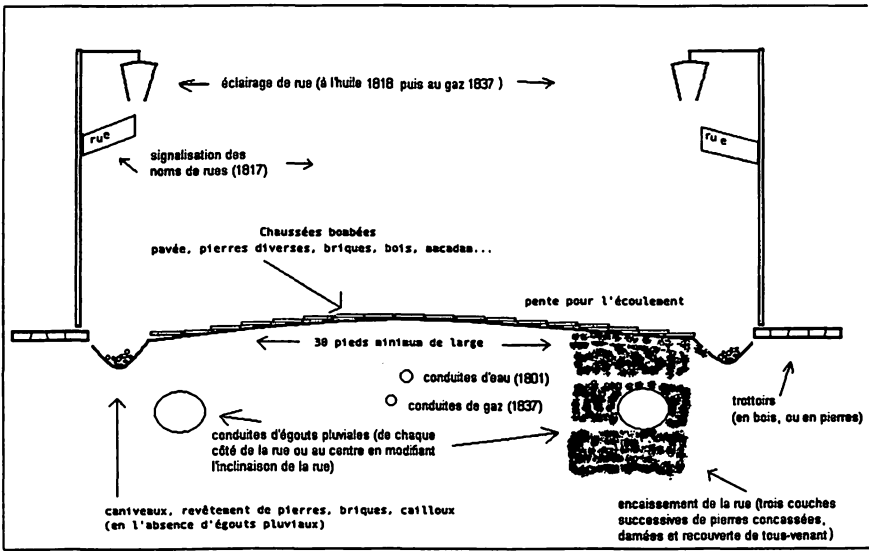 éclairage de rue (à l'huile 1818 puis au gaz 1837 )
rue
rue
signalisation des
noms de rues (1817)
Chaussées bombées
pavée, pierres diverses, briques, bois, macadam...
pente pour l'écoulement
30 pieds minimum de large
conduites d'eau (1801)
conduites de gaz (1837)
trottoirs
(en bois, ou en pierres)
conduites d'égouts pluviales (de chaque
côté de la rue ou au centre en modifiant
l'inclinaison de la rue)
caniveaux, revêtement de pierres, briques, cailloux
(en l'absence d'égouts pluviaux)
encaissement de la rue (trois couches
successives de pierres concassées,
damées et recouverte de tous-venant)